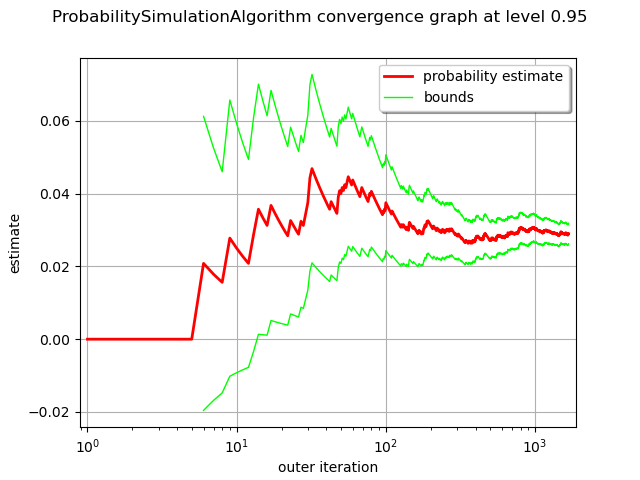 ProbabilitySimulationAlgorithm convergence graph at level 0.95
probability estimate
bounds
0.06
0.04
0.02
0.00
−0.02
estimate
10⁰
10¹
10²
10³
outer iteration